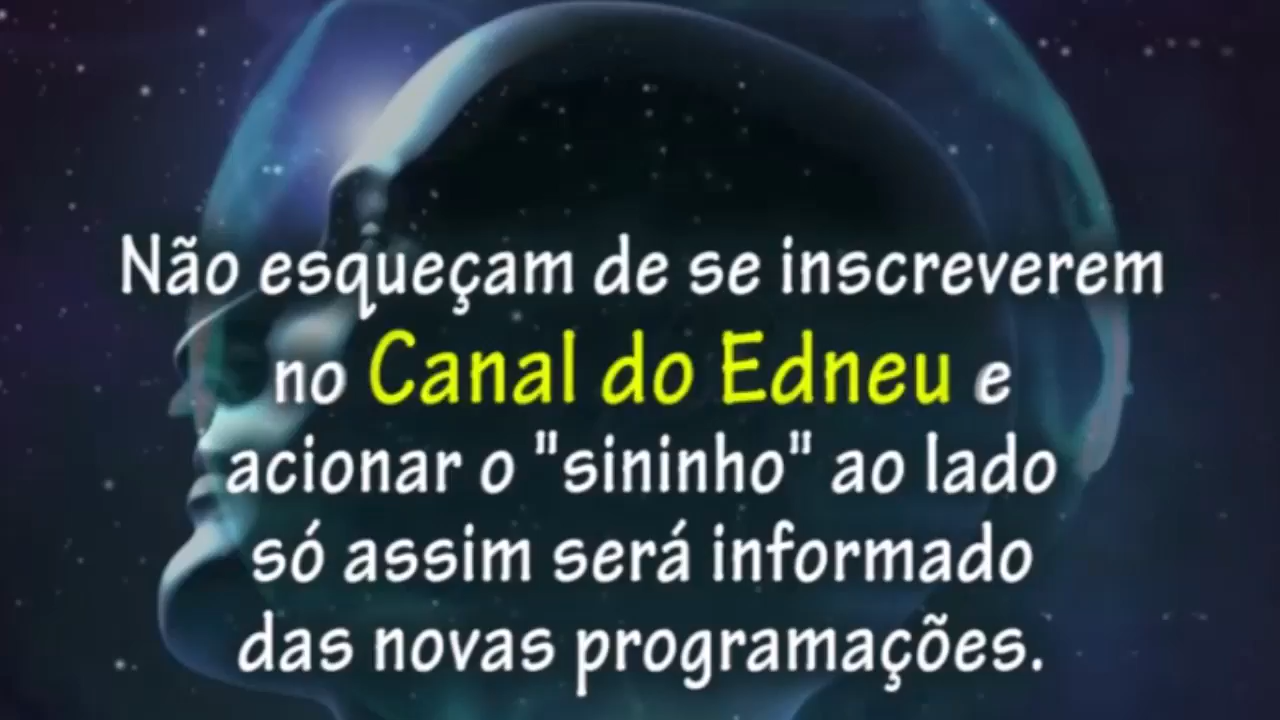 Não esqueçam de se inscreverem
no Canal do Edneu e
acionar o "sininho" ao lado
só assim será informado
das novas programações.